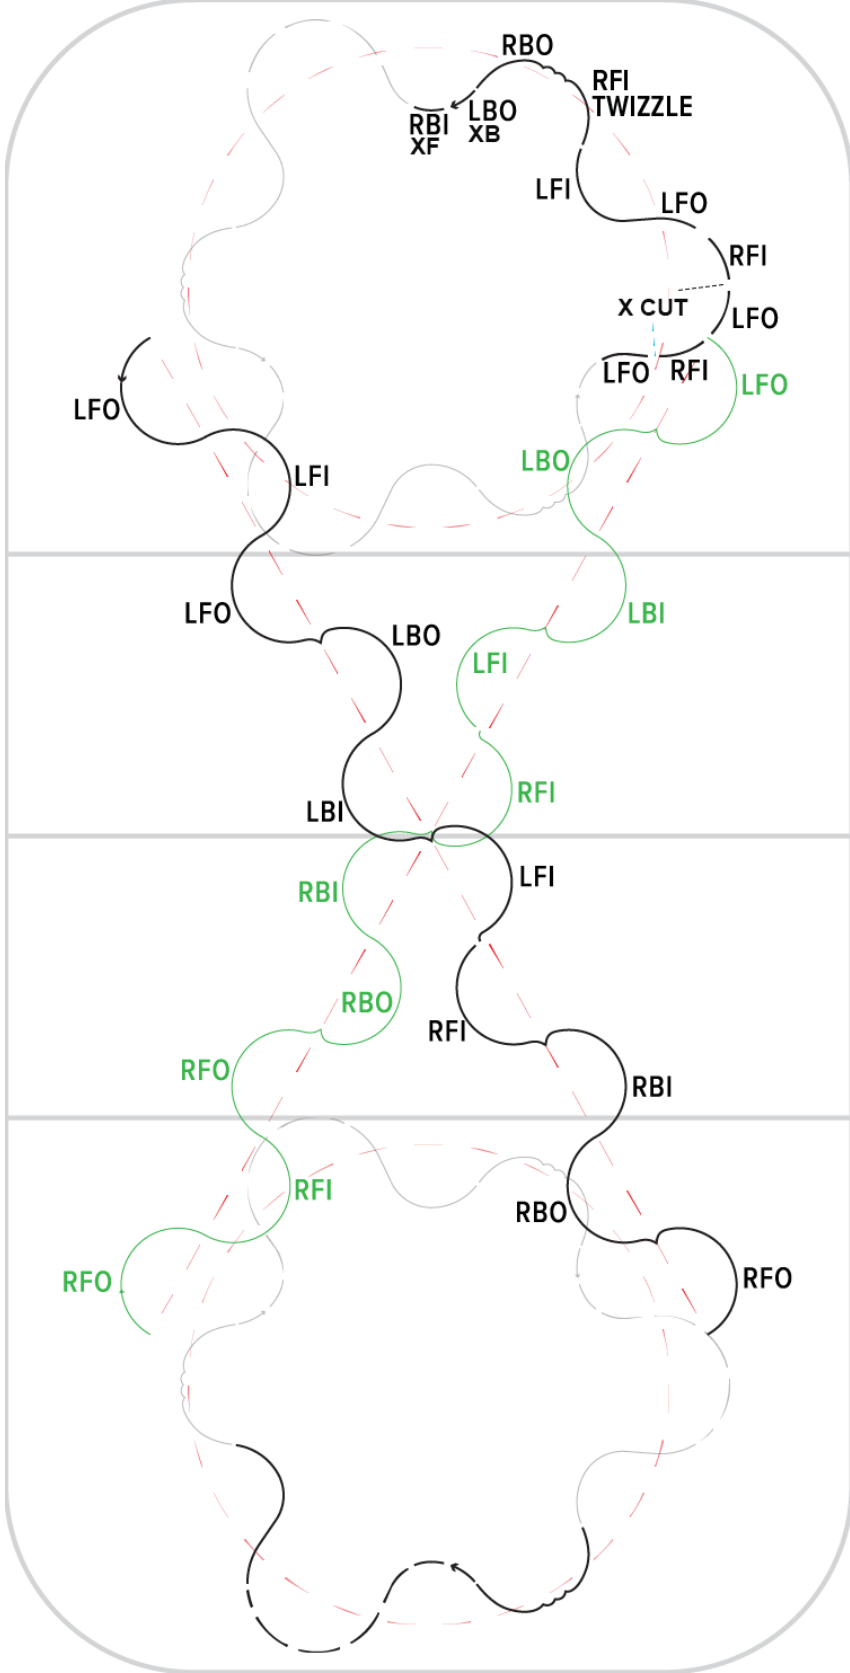 RBO
RFI
TWIZZLE
LBO
XB
RBI
XF
LFI
LFO
RFI
X CUT
LFO
LFO
RFI
LFO
LFO
LBO
LFI
LFO
LBI
LBO
LFI
RFI
LBI
LFI
RBI
RBO
RFI
RFO
RBI
RFI
RBO
RFO
RFO